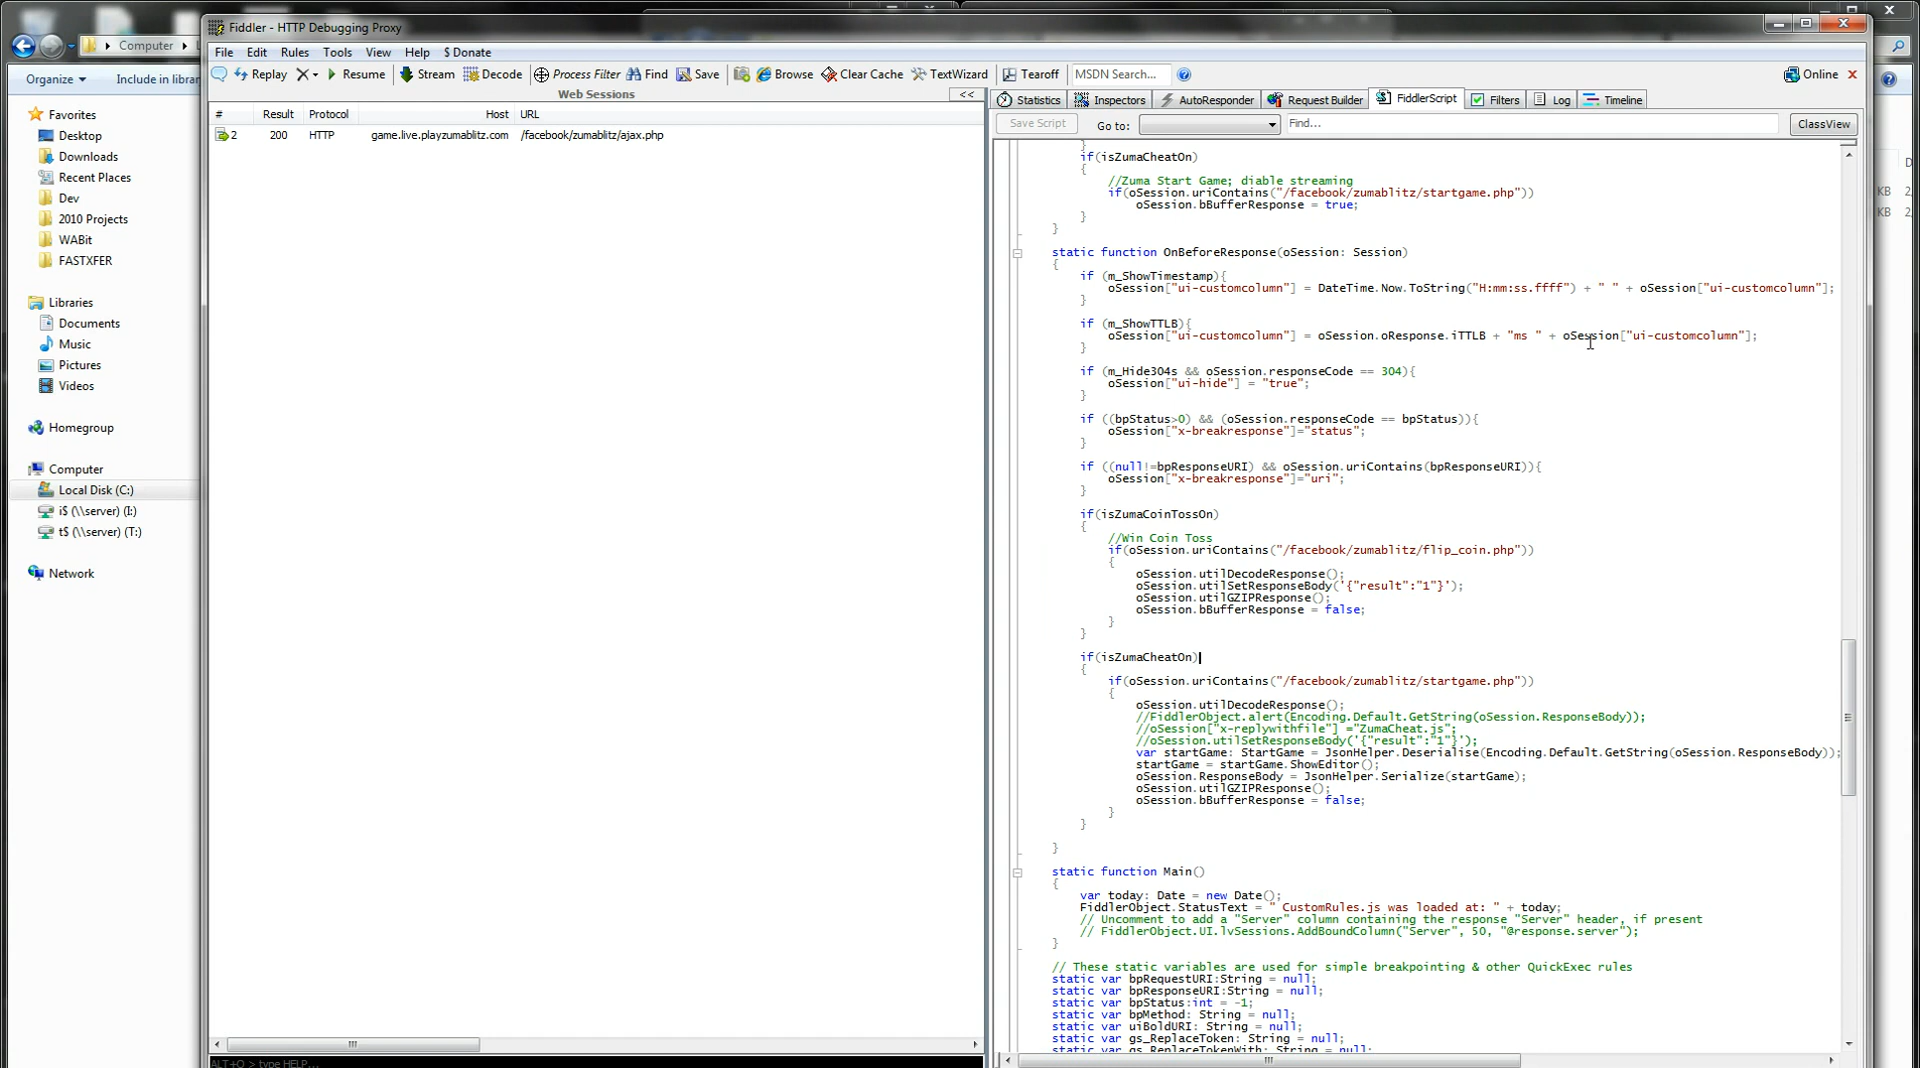 Fiddler - HTTP Debugging Proxy
File Edit Rules Tools View Help $ Donate
Replay Resume Stream Decode Process Filter Find Save Browse Clear Cache TextWizard Tearoff MSDN Search... Online
Web Sessions <<
# Result Protocol Host URL
2 200 HTTP game.live.playzumablitz.com /facebook/zumablitz/ajax.php
ALT+Q > type HELP...
Computer
Organize Include in librar
Favorites
Desktop
Downloads
Recent Places
Dev
2010 Projects
WABit
FASTXFER
Libraries
Documents
Music
Pictures
Videos
Homegroup
Computer
Local Disk (C:)
i$ (\\server) (I:)
t$ (\\server) (T:)
Network
Statistics Inspectors AutoResponder Request Builder FiddlerScript Filters Log Timeline
Save Script Go to: Find... ClassView
}
if(isZumaCheatOn)
{
//Zuma Start Game; diable streaming
if(oSession.uriContains("/facebook/zumablitz/startgame.php"))
oSession.bBufferResponse = true;
}
}
static function OnBeforeResponse(oSession: Session)
{
if (m_ShowTimestamp){
oSession["ui-customcolumn"] = DateTime.Now.ToString("H:mm:ss.ffff") + " " + oSession["ui-customcolumn"];
}
if (m_ShowTTLB){
oSession["ui-customcolumn"] = oSession.oResponse.iTTLB + "ms " + oSession["ui-customcolumn"];
}
if (m_Hide304s && oSession.responseCode == 304){
oSession["ui-hide"] = "true";
}
if ((bpStatus>0) && (oSession.responseCode == bpStatus)){
oSession["x-breakresponse"]="status";
}
if ((null!=bpResponseURI) && oSession.uriContains(bpResponseURI)){
oSession["x-breakresponse"]="uri";
}
if(isZumaCoinTossOn)
{
//Win Coin Toss
if(oSession.uriContains("/facebook/zumablitz/flip_coin.php"))
{
oSession.utilDecodeResponse();
oSession.utilSetResponseBody('{"result":"1"}');
oSession.utilGZIPResponse();
oSession.bBufferResponse = false;
}
}
if(isZumaCheatOn)
{
if(oSession.uriContains("/facebook/zumablitz/startgame.php"))
{
oSession.utilDecodeResponse();
//FiddlerObject.alert(Encoding.Default.GetString(oSession.ResponseBody));
//oSession["x-replywithfile"] ="ZumaCheat.js";
//oSession.utilSetResponseBody('{"result":"1"}');
var startGame: StartGame = JsonHelper.Deserialise(Encoding.Default.GetString(oSession.ResponseBody));
startGame = startGame.ShowEditor();
oSession.ResponseBody = JsonHelper.Serialize(startGame);
oSession.utilGZIPResponse();
oSession.bBufferResponse = false;
}
}
}
static function Main()
{
var today: Date = new Date();
FiddlerObject.StatusText = " CustomRules.js was loaded at: " + today;
// Uncomment to add a "Server" column containing the response "Server" header, if present
// FiddlerObject.UI.lvSessions.AddBoundColumn("Server", 50, "@response.server");
}
// These static variables are used for simple breakpointing & other QuickExec rules
static var bpRequestURI:String = null;
static var bpResponseURI:String = null;
static var bpStatus:int = -1;
static var bpMethod: String = null;
static var uiBoldURI: String = null;
static var gs_ReplaceToken: String = null;
static var gs_ReplaceTokenWith: String = null;
D
KB 2,
KB 2,